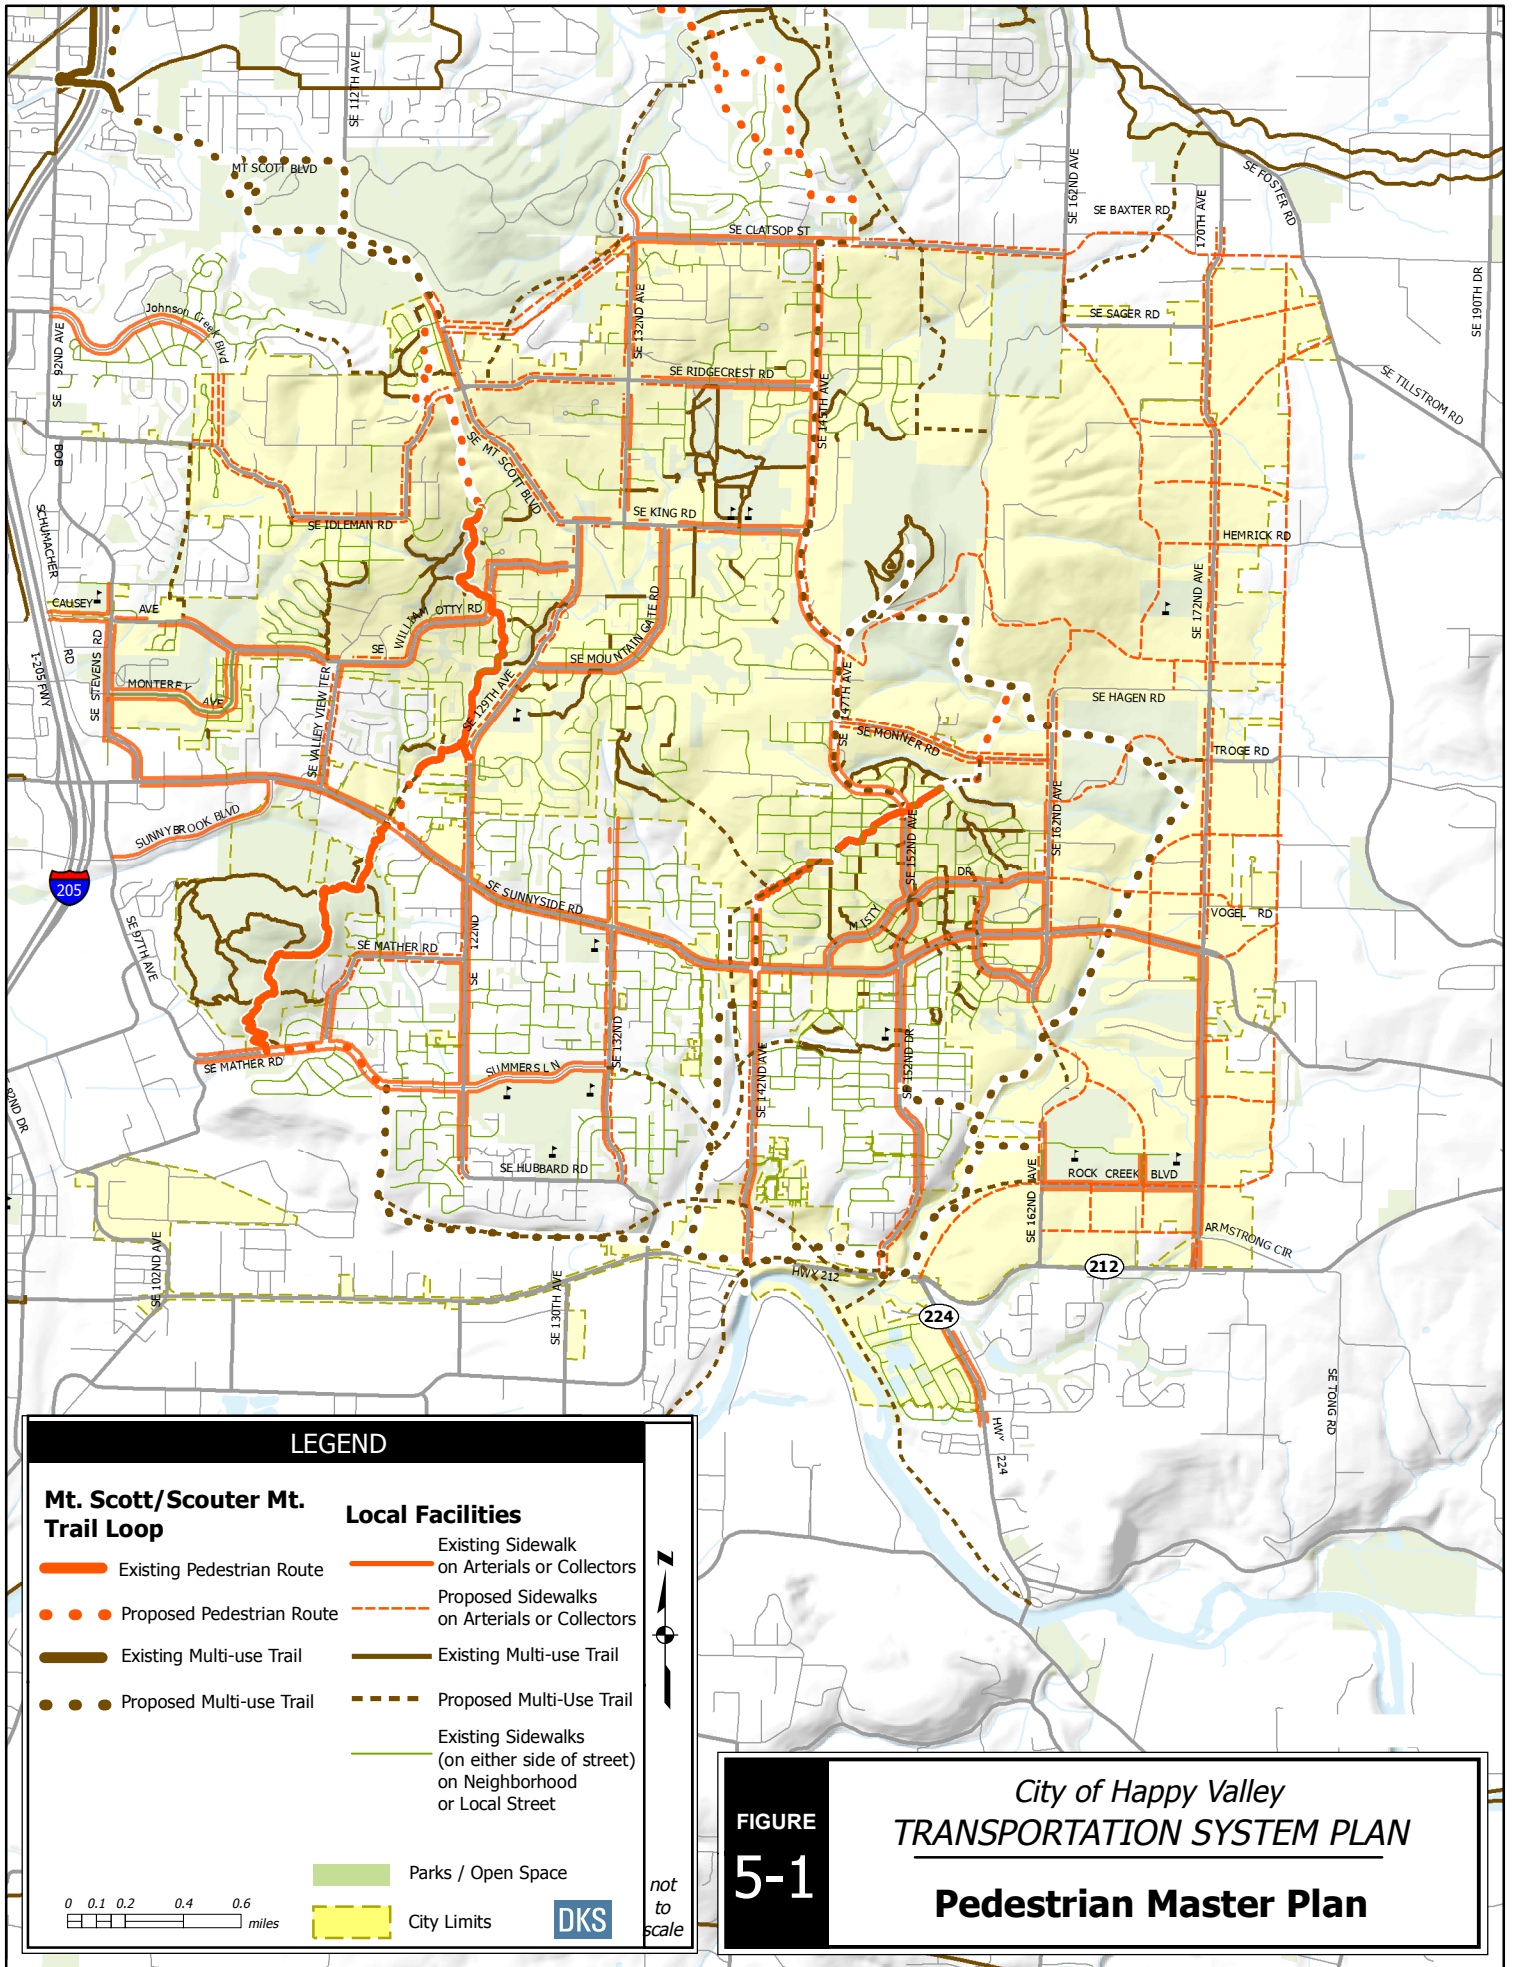 SE 112TH AVE
MT SCOTT BLVD
SE 162ND AVE
SE FOSTER RD
SE BAXTER RD
170TH AVE
SE CLATSOP ST
SE 190TH DR
Johnson Creek Blvd
SE 92ND AVE
SE 132ND AVE
SE SAGER RD
SE RIDGECREST RD
SE 145TH AVE
SE TILLSTROM RD
SE MT SCOTT BLVD
BOB
SCHUMACHER
RD
SE IDLEMAN RD
SE KING RD
HEMRICK RD
CAUSEY
AVE
SE WILLIAM OTTY RD
SE MOUNTAIN GATE RD
SE 172ND AVE
I-205 FWY
SE STEVENS RD
MONTEREY
AVE
SE VALLEY VIEW TER
SE 129TH AVE
SE 147TH AVE
SE HAGEN RD
SE MONNER RD
TROGE RD
SUNNYBROOK BLVD
SE 162ND AVE
SE 152ND AVE
205
SE SUNNYSIDE RD
MISTY
DR
VOGEL RD
SE 97TH AVE
SE MATHER RD
SE 122ND
SE MATHER RD
SUMMERS LN
SE 132ND
SE 142ND AVE
SE 152ND DR
92ND DR
SE HUBBARD RD
ROCK CREEK BLVD
SE 162ND AVE
ARMSTRONG CIR
SE 102ND AVE
SE 130TH AVE
HWY 212
212
224
SE TONG RD
HWY 224
LEGEND
Mt. Scott/Scouter Mt.
Trail Loop
Existing Pedestrian Route
Proposed Pedestrian Route
Existing Multi-use Trail
Proposed Multi-use Trail
Local Facilities
Existing Sidewalk
on Arterials or Collectors
Proposed Sidewalks
on Arterials or Collectors
Existing Multi-use Trail
Proposed Multi-Use Trail
Existing Sidewalks
(on either side of street)
on Neighborhood
or Local Street
Parks / Open Space
City Limits
0 0.1 0.2 0.4 0.6
miles
DKS
Z
not
to
scale
FIGURE
5-1
City of Happy Valley
TRANSPORTATION SYSTEM PLAN
Pedestrian Master Plan